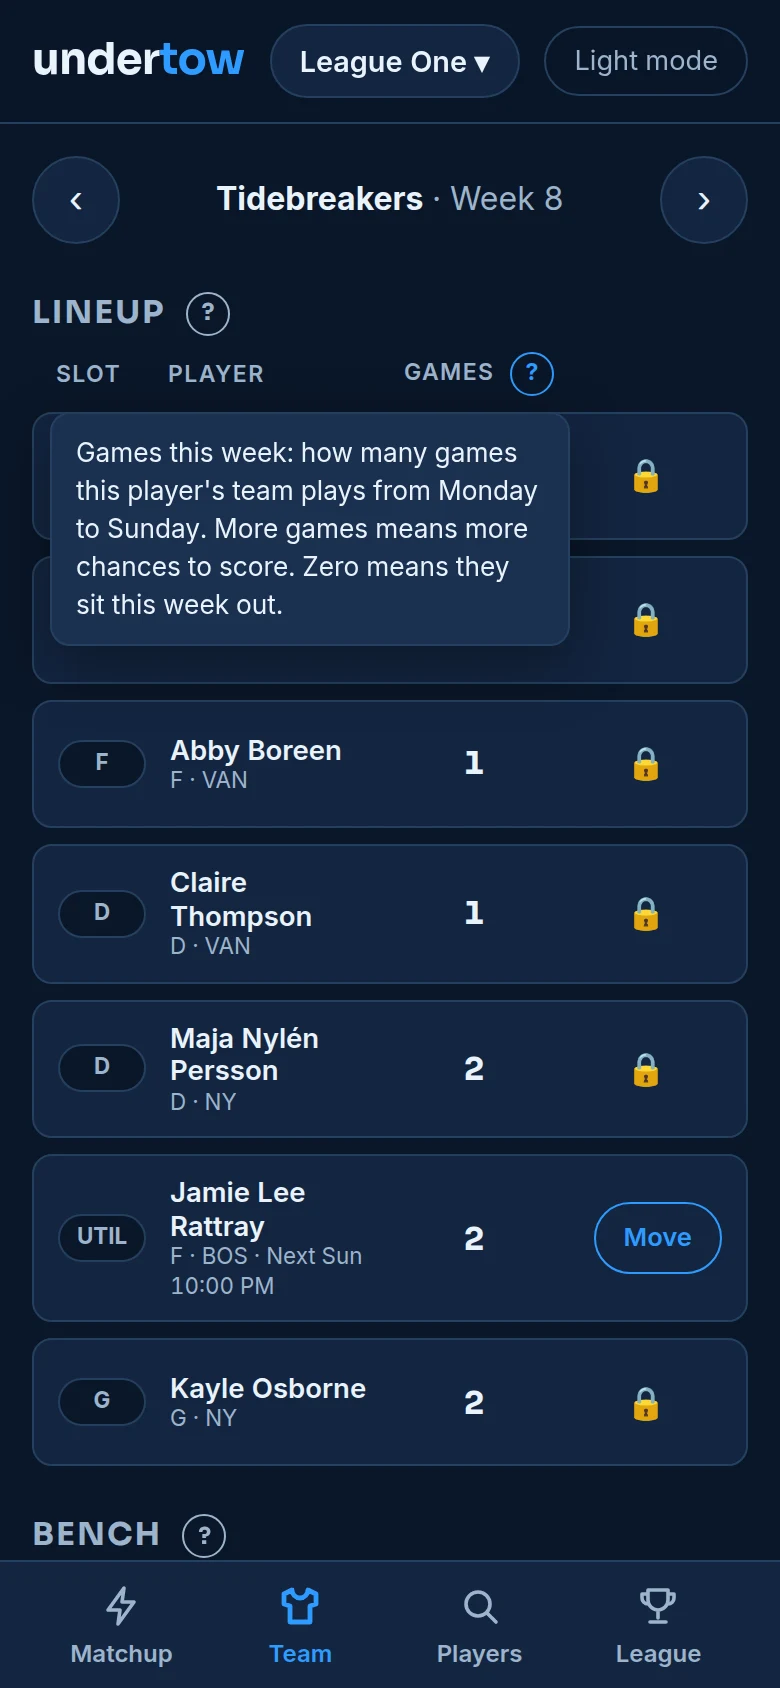 undertow
League One ▾
Light mode
‹
Tidebreakers · Week 8
›
LINEUP ?
SLOT PLAYER GAMES ?
Games this week: how many games
this player's team plays from Monday
to Sunday. More games means more
chances to score. Zero means they
sit this week out.
F
Abby Boreen
F · VAN
1
D
Claire
Thompson
D · VAN
1
D
Maja Nylén
Persson
D · NY
2
UTIL
Jamie Lee
Rattray
F · BOS · Next Sun
10:00 PM
2
Move
G
Kayle Osborne
G · NY
2
BENCH ?
Matchup
Team
Players
League